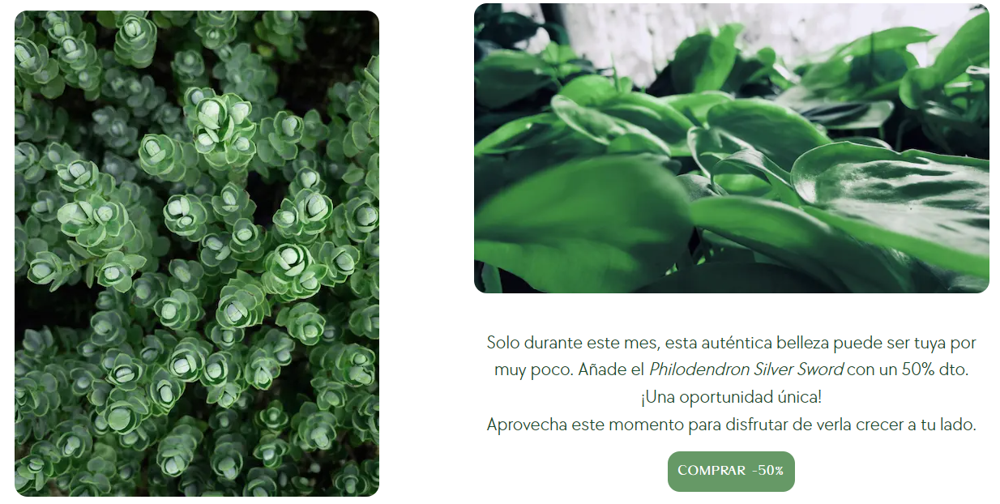 Solo durante este mes, esta auténtica belleza puede ser tuya por
muy poco. Añade el Philodendron Silver Sword con un 50% dto.
¡Una oportunidad única!
Aprovecha este momento para disfrutar de verla crecer a tu lado.
COMPRAR -50%